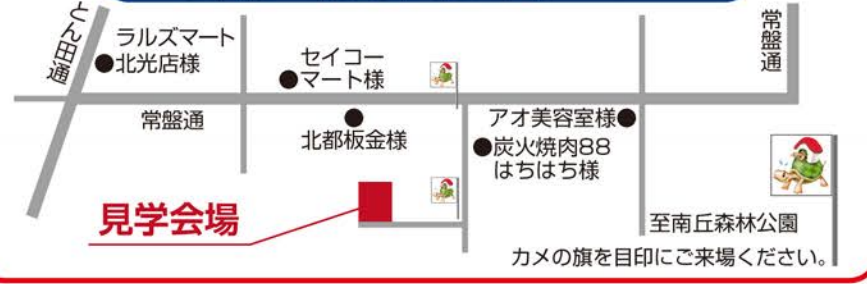 とん田通
ラルズマート
●北光店様
セイコー
●マート様
常盤通
常盤通
●
北都板金様
アオ美容室様●
●炭火焼肉88
はちはち様
見学会場
至南丘森林公園
カメの旗を目印にご来場ください。